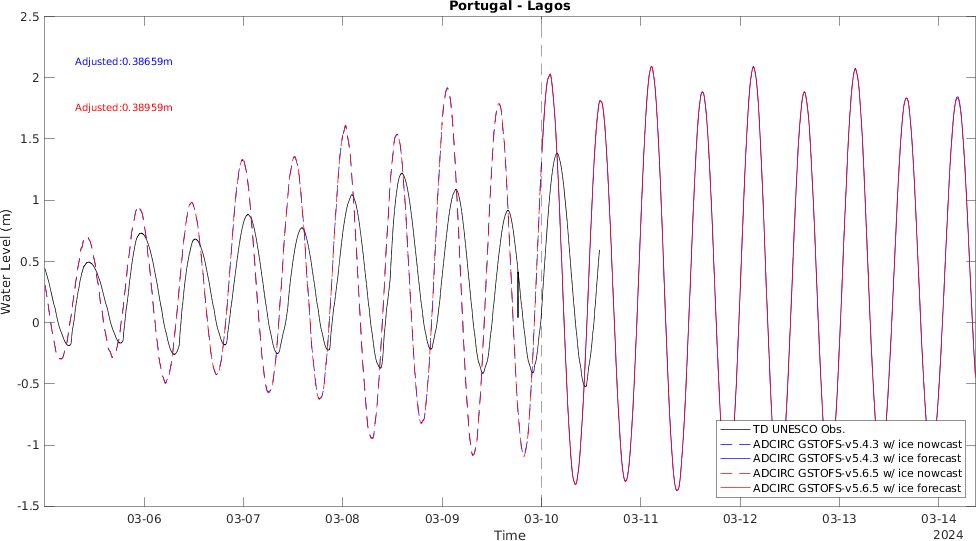 Portugal - Lagos
Adjusted:0.38659m
Adjusted:0.38959m
Water Level (m)
2.5
2
1.5
1
0.5
0
-0.5
-1
-1.5
TD UNESCO Obs.
ADCIRC GSTOFS-v5.4.3 w/ ice nowcast
ADCIRC GSTOFS-v5.4.3 w/ ice forecast
ADCIRC GSTOFS-v5.6.5 w/ ice nowcast
ADCIRC GSTOFS-v5.6.5 w/ ice forecast
03-06 03-07 03-08 03-09 03-10 03-11 03-12 03-13 03-14
Time
2024